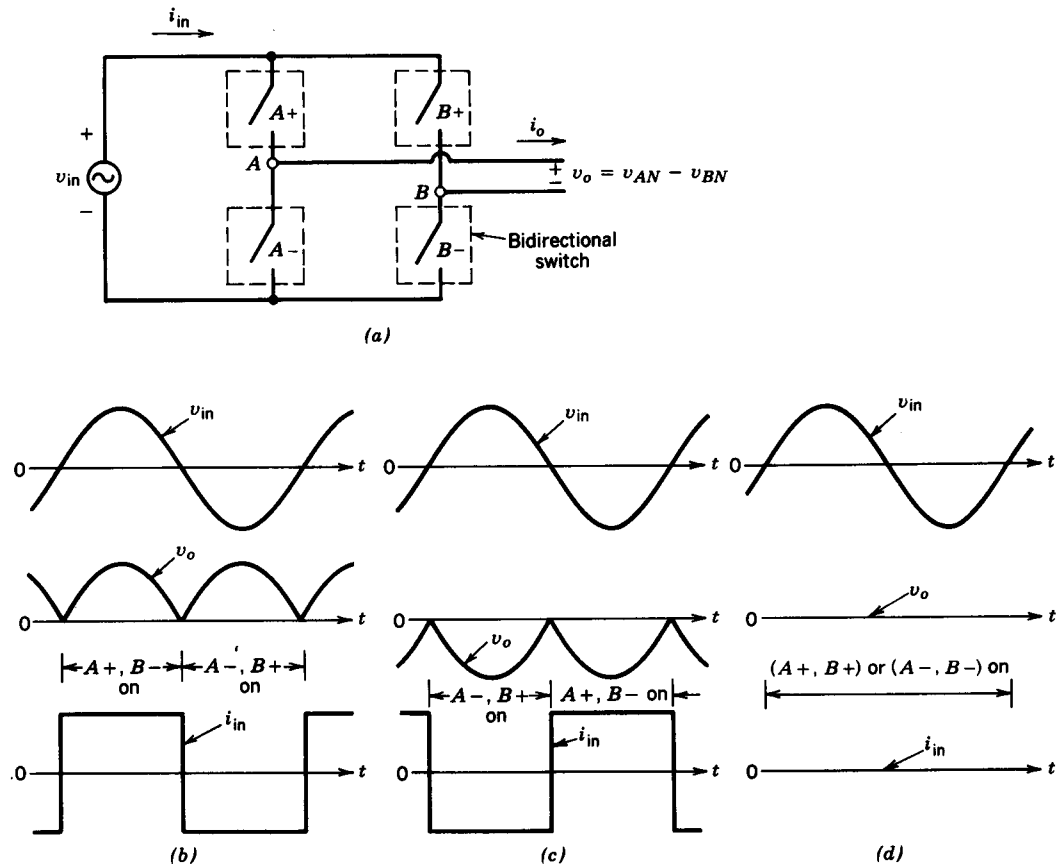 i_in
A+
B+
i_o
+
A
+
v_in
v_o = v_AN − v_BN
−
B
−
A−
B−
Bidirectional
switch
(a)
v_in
v_in
v_in
0
t
0
t
0
t
v_o
v_o
0
t
0
t
0
t
v_o
A+, B−
on
A−, B+
on
A−, B+
on
A+, B− on
(A+, B+) or (A−, B−) on
i_in
i_in
i_in
0
t
0
t
0
t
(b)
(c)
(d)